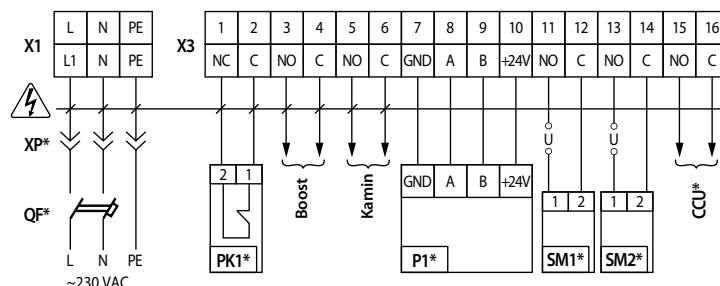 X1 L N PE X3 1 2 3 4 5 6 7 8 9 10 11 12 13 14 15 16
L1 N PE NC C NO C NO C GND A B +24V NO C NO C NO C
XP*
U U
2 1 Boost Kamin GND A B +24V 1 2 1 2 CCU*
QF*
L N PE PK1* P1* SM1* SM2*
~230 VAC